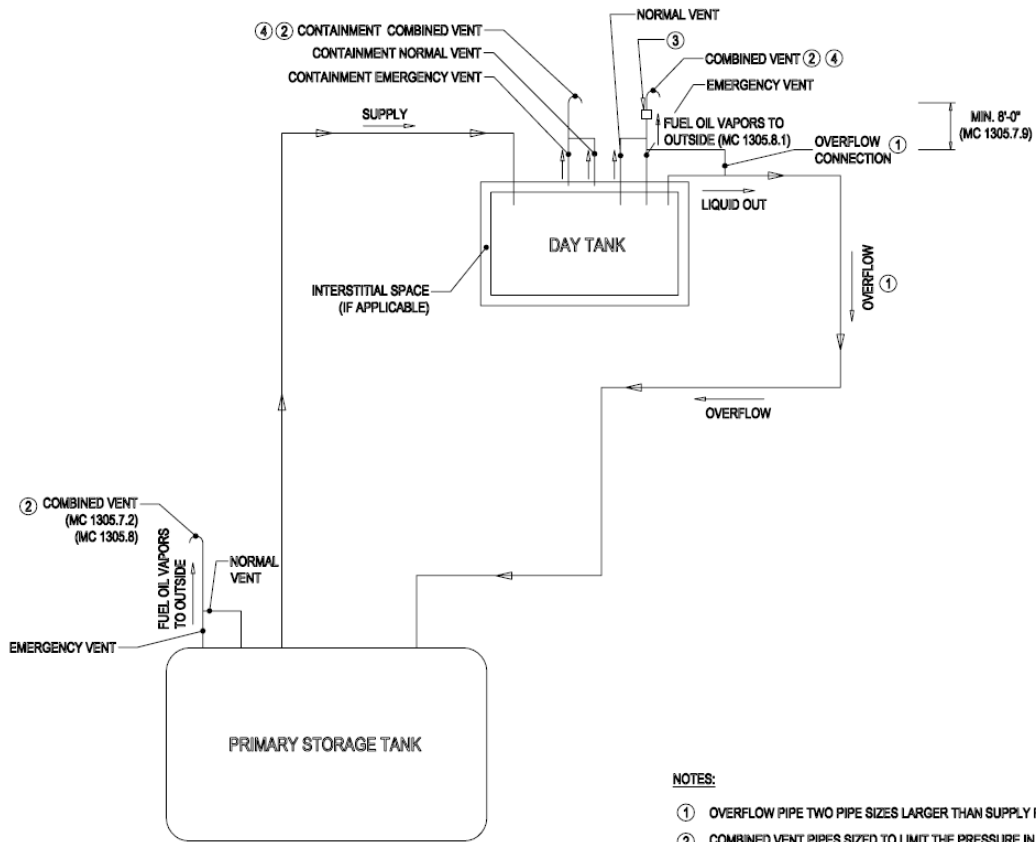 ④ ② CONTAINMENT COMBINED VENT
CONTAINMENT NORMAL VENT
CONTAINMENT EMERGENCY VENT
NORMAL VENT
③
COMBINED VENT ② ④
EMERGENCY VENT
SUPPLY
FUEL OIL VAPORS TO
OUTSIDE (MC 1305.8.1)
MIN. 8'-0"
(MC 1305.7.9)
OVERFLOW ①
CONNECTION
LIQUID OUT
DAY TANK
INTERSTITIAL SPACE
(IF APPLICABLE)
OVERFLOW ①
OVERFLOW
② COMBINED VENT
(MC 1305.7.2)
(MC 1305.8)
FUEL OIL VAPORS
TO OUTSIDE
NORMAL
VENT
EMERGENCY VENT
PRIMARY STORAGE TANK
NOTES:
① OVERFLOW PIPE TWO PIPE SIZES LARGER THAN SUPPLY
② COMBINED VENT PIPES SIZED TO LIMIT THE PRESSURE IN